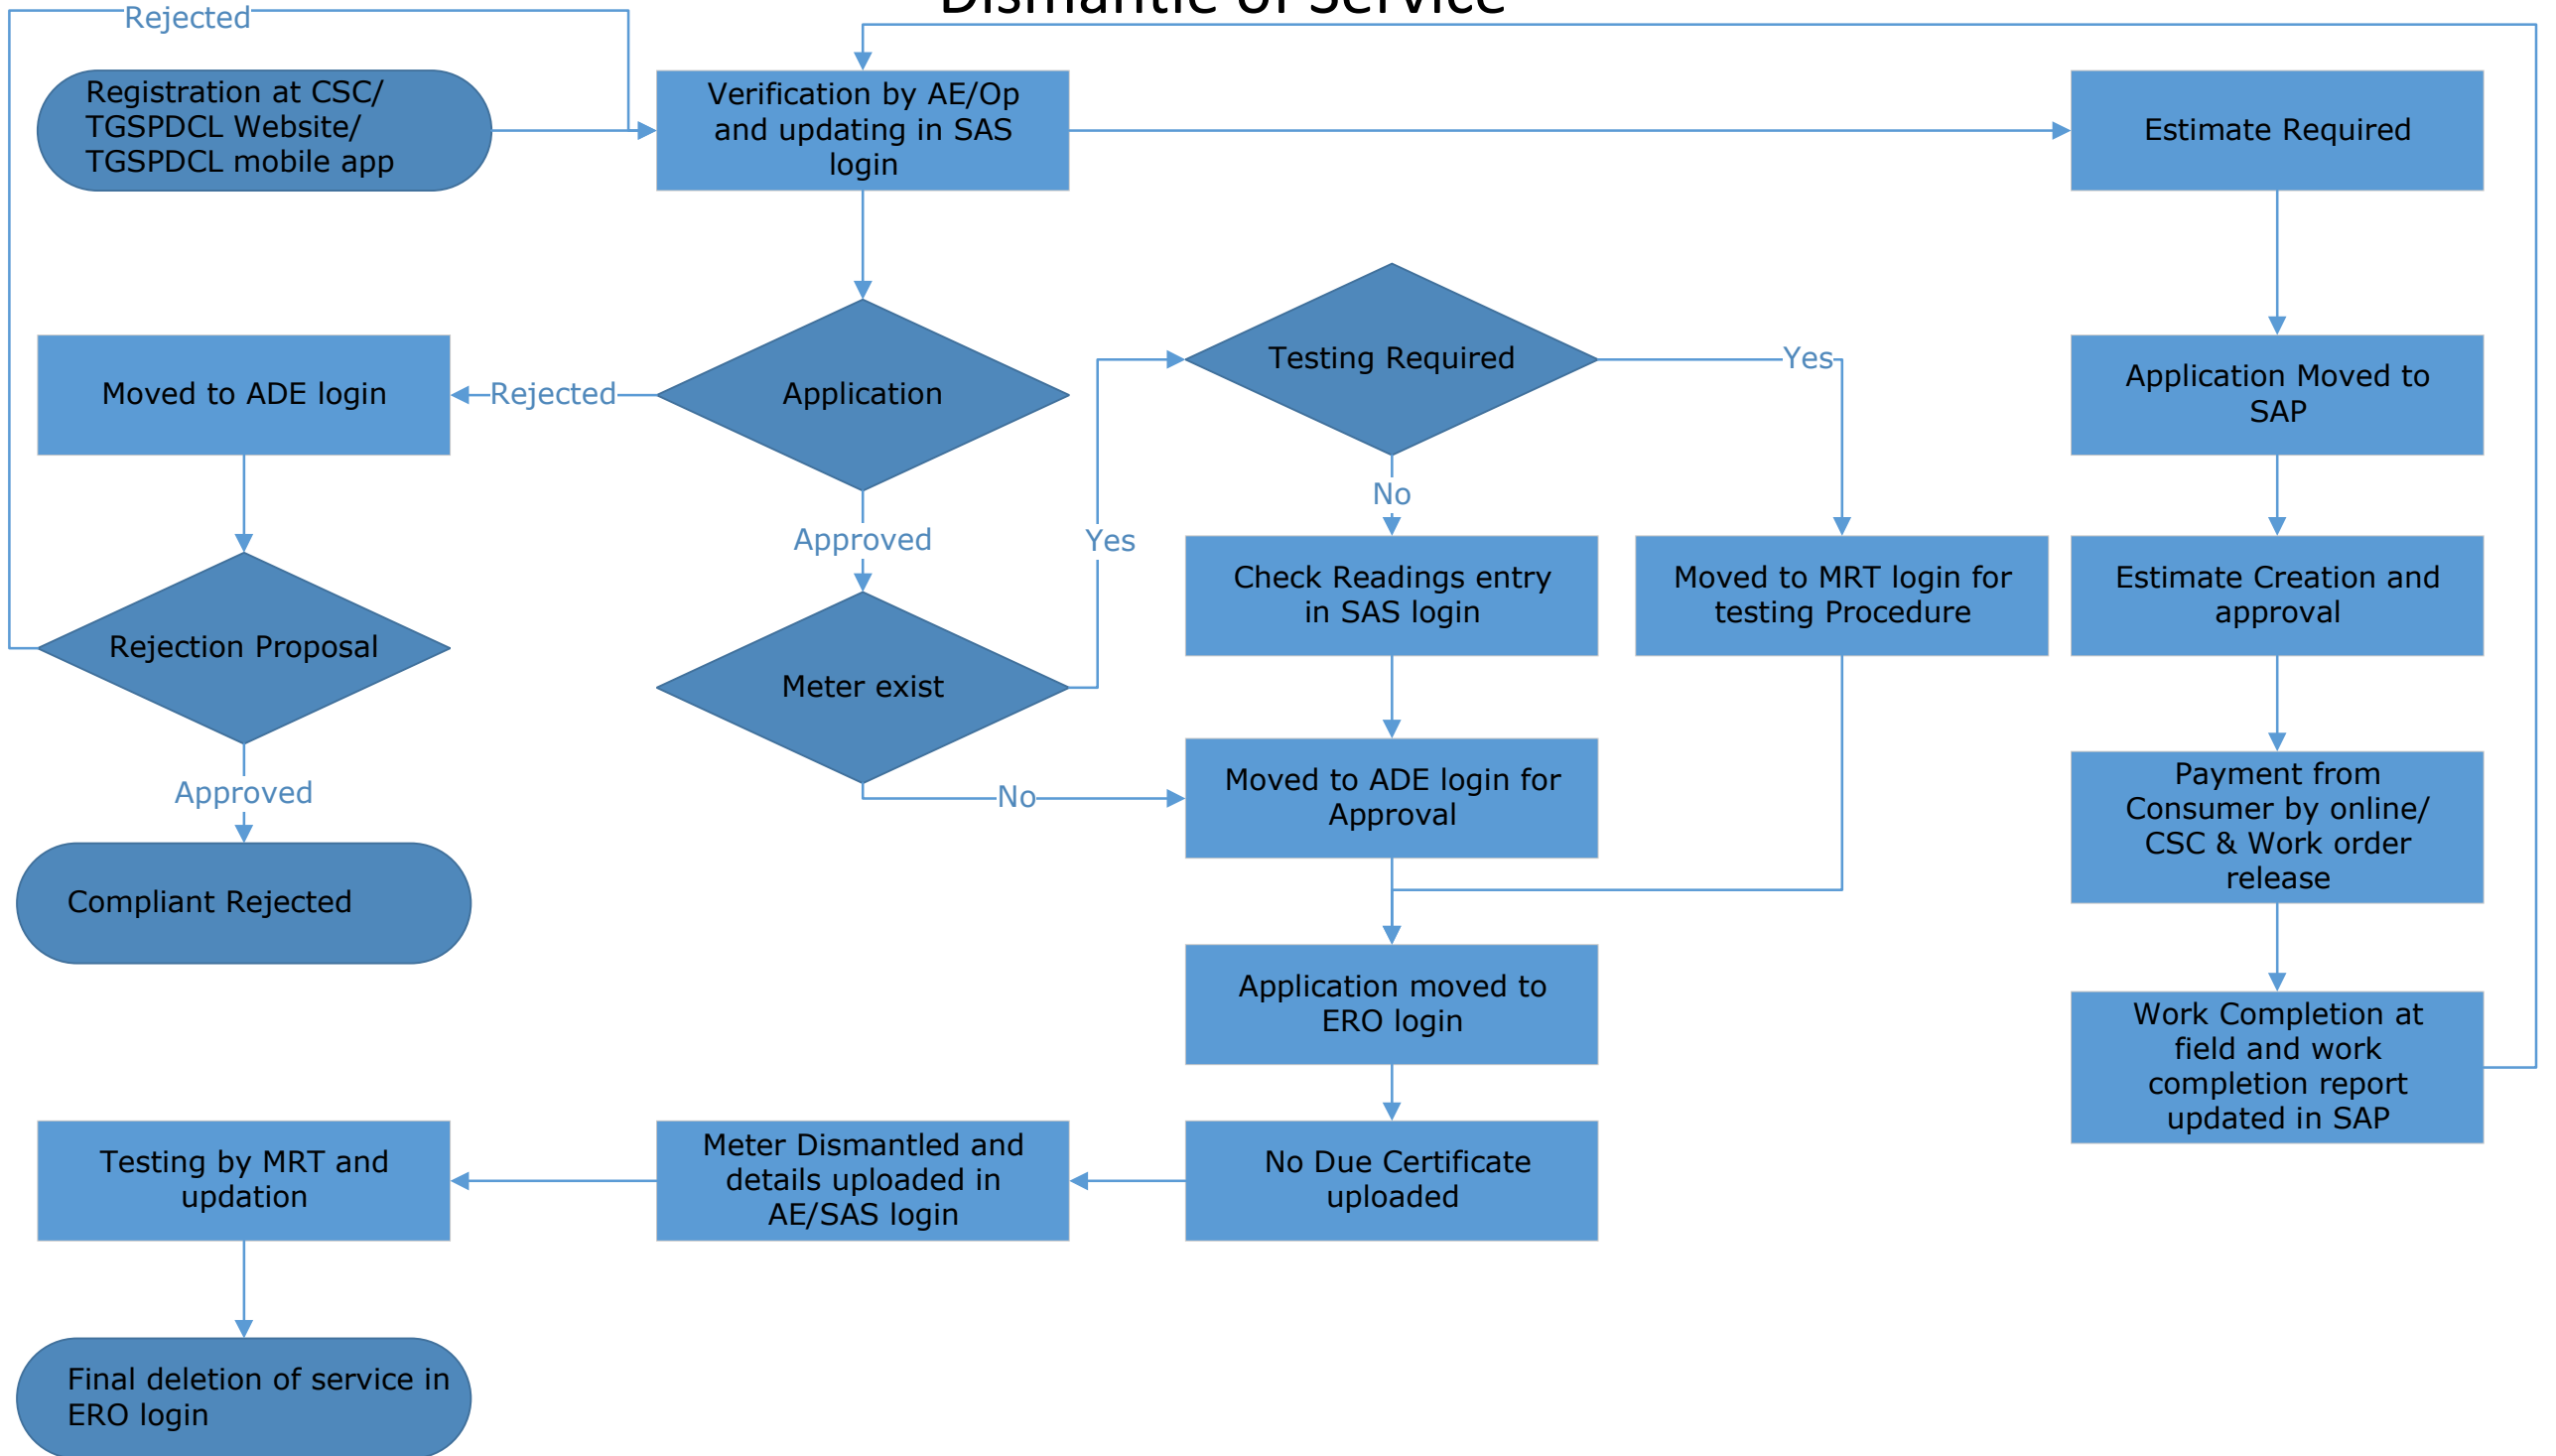 Dismantle of Service
Rejected
Registration at CSC/
TGSPDCL Website/
TGSPDCL mobile app
Verification by AE/Op
and updating in SAS
login
Estimate Required
Moved to ADE login
Rejected
Application
Testing Required
Yes
Application Moved to
SAP
No
Approved
Yes
Check Readings entry
in SAS login
Moved to MRT login for
testing Procedure
Estimate Creation and
approval
Rejection Proposal
Meter exist
Approved
No
Moved to ADE login for
Approval
Payment from
Consumer by online/
CSC & Work order
release
Compliant Rejected
Application moved to
ERO login
Work Completion at
field and work
completion report
updated in SAP
Testing by MRT and
updation
Meter Dismantled and
details uploaded in
AE/SAS login
No Due Certificate
uploaded
Final deletion of service in
ERO login